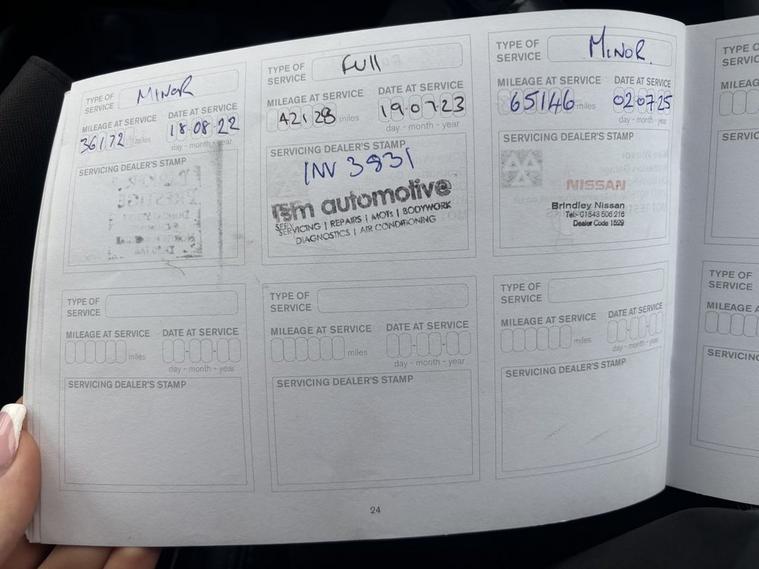 TYPE OF SERVICE MINOR
MILEAGE AT SERVICE DATE AT SERVICE
36172 miles 18-08-22
day - month - year
SERVICING DEALER'S STAMP
TYPE OF SERVICE Full
MILEAGE AT SERVICE DATE AT SERVICE
42128 miles 19-07-23
day - month - year
SERVICING DEALER'S STAMP
INV 3831
rsm automotive
SERVICING | REPAIRS | MOTs | BODYWORK
DIAGNOSTICS | AIR CONDITIONING
TYPE OF SERVICE MINOR
MILEAGE AT SERVICE DATE AT SERVICE
65146 miles 02-07-25
day - month - year
SERVICING DEALER'S STAMP
NISSAN
Brindley Nissan
Tel:- 01543 506 216
Dealer Code 1529
TYPE OF SERVICE
MILEAGE AT SERVICE DATE AT SERVICE
miles
day - month - year
SERVICING DEALER'S STAMP
TYPE OF SERVICE
MILEAGE AT SERVICE DATE AT SERVICE
miles
day - month - year
SERVICING DEALER'S STAMP
TYPE OF SERVICE
MILEAGE AT SERVICE DATE AT SERVICE
miles
day - month - year
SERVICING DEALER'S STAMP
24